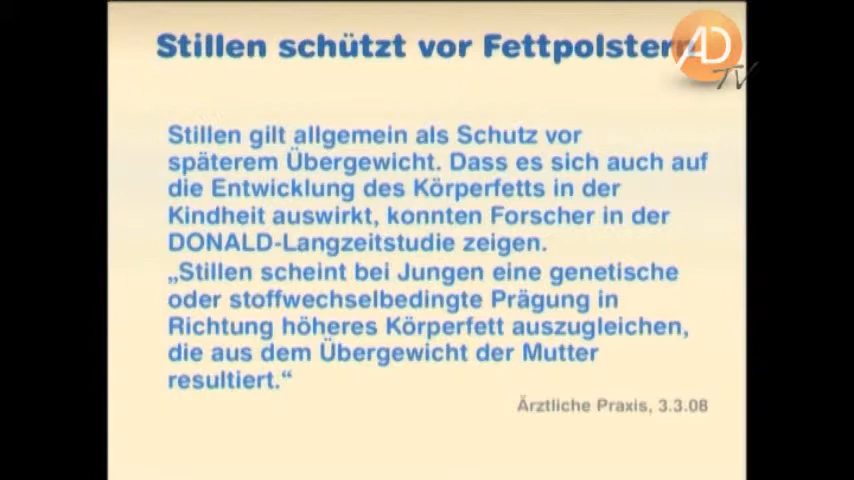 Stillen schützt vor Fettpolstern
AD
TV
Stillen gilt allgemein als Schutz vor
späterem Übergewicht. Dass es sich auch auf
die Entwicklung des Körperfetts in der
Kindheit auswirkt, konnten Forscher in der
DONALD-Langzeitstudie zeigen.
„Stillen scheint bei Jungen eine genetische
oder stoffwechselbedingte Prägung in
Richtung höheres Körperfett auszugleichen,
die aus dem Übergewicht der Mutter
resultiert.“
Ärztliche Praxis, 3.3.08